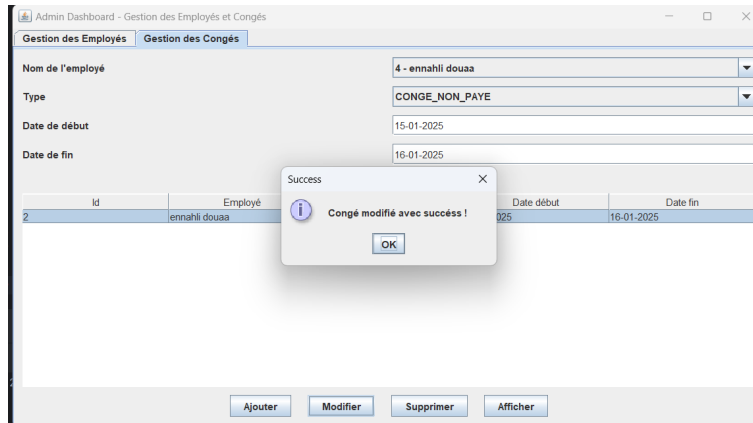 Admin Dashboard - Gestion des Employés et Congés
Gestion des Employés Gestion des Congés
Nom de l'employé 4 - ennahli douaa
Type CONGE_NON_PAYE
Date de début 15-01-2025
Date de fin 16-01-2025
Success
Id Employé Date début Date fin
2 ennahli douaa 025 16-01-2025
Congé modifié avec succéss !
OK
Ajouter Modifier Supprimer Afficher